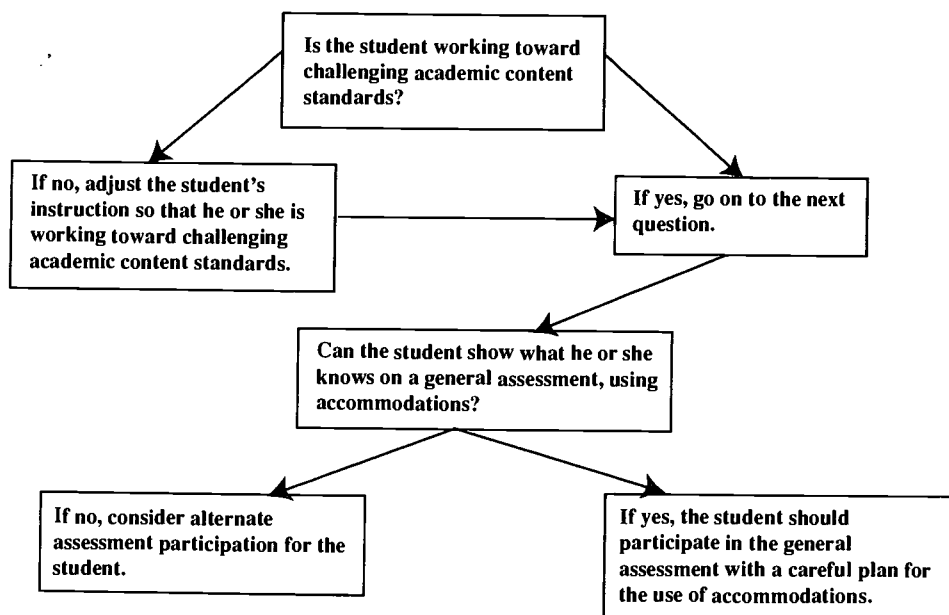 Is the student working toward
challenging academic content
standards?
If no, adjust the student's
instruction so that he or she is
working toward challenging
academic content standards.
If yes, go on to the next
question.
Can the student show what he or she
knows on a general assessment, using
accommodations?
If no, consider alternate
assessment participation for the
student.
If yes, the student should
participate in the general
assessment with a careful plan for
the use of accommodations.